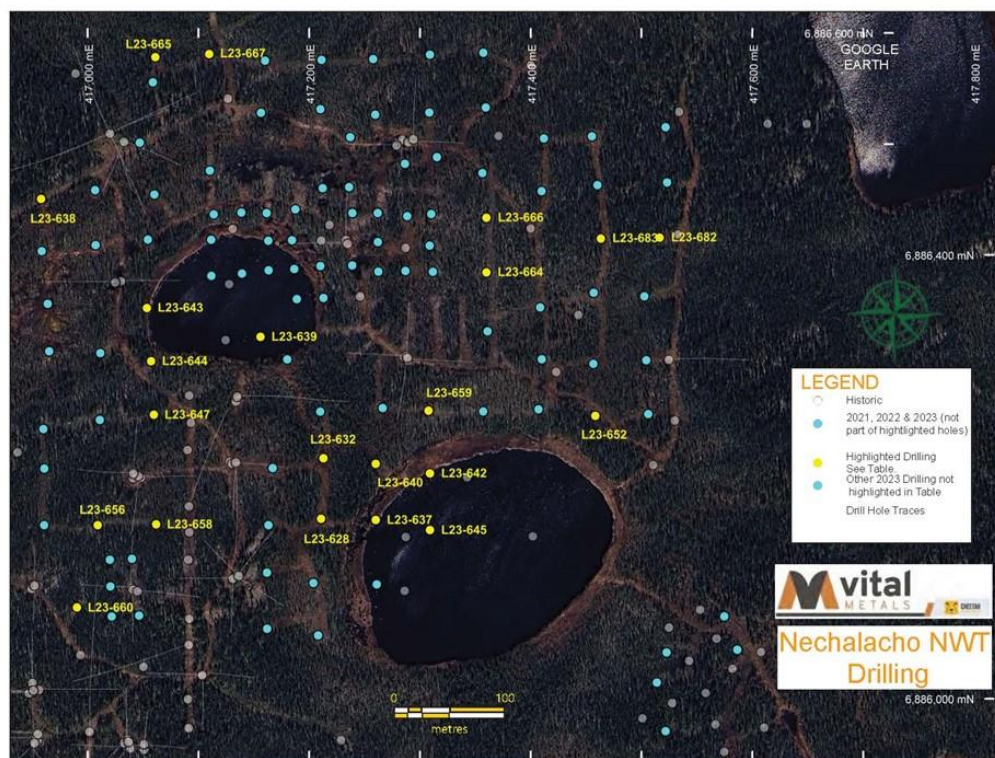 417,000 mE
417,200 mE
417,400 mE
417,600 mE
417,800 mE
6,886,600 mN
GOOGLE
EARTH
L23-665
L23-667
L23-638
L23-666
L23-683
L23-682
6,886,400 mN
L23-664
L23-643
L23-639
L23-644
L23-659
L23-647
L23-652
L23-632
L23-640
L23-642
L23-656
L23-658
L23-637
L23-645
L23-628
L23-660
LEGEND
Historic
2021, 2022 & 2023 (not
part of hightlighted holes)
Highlighted Drilling
See Table.
Other 2023 Drilling not
highlighted in Table
Drill Hole Traces
vital
METALS
CHEETAH
Nechalacho NWT
Drilling
6,886,000 mN
0
100
metres